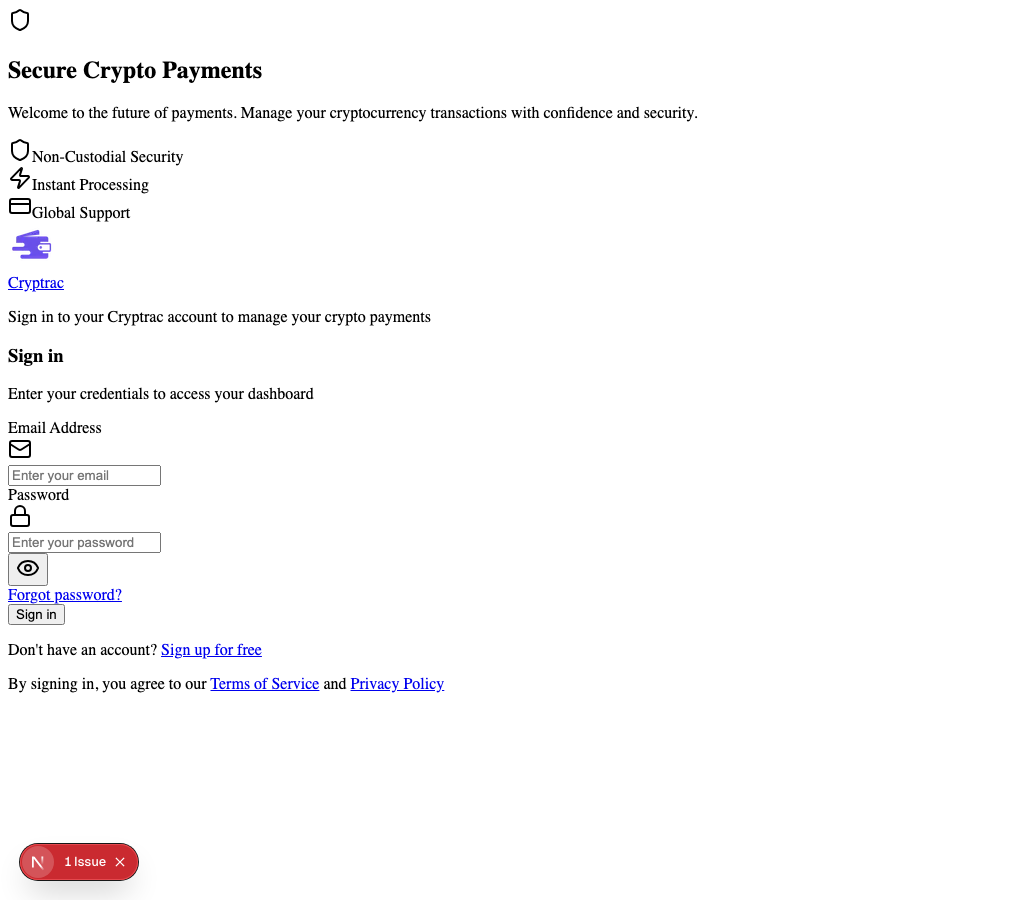 Secure Crypto Payments
Welcome to the future of payments. Manage your cryptocurrency transactions with confidence and security.
Non-Custodial Security
Instant Processing
Global Support
Cryptrac
Sign in to your Cryptrac account to manage your crypto payments
Sign in
Enter your credentials to access your dashboard
Email Address
Enter your email
Password
Enter your password
Forgot password?
Sign in
Don't have an account? Sign up for free
By signing in, you agree to our Terms of Service and Privacy Policy
N 1 Issue